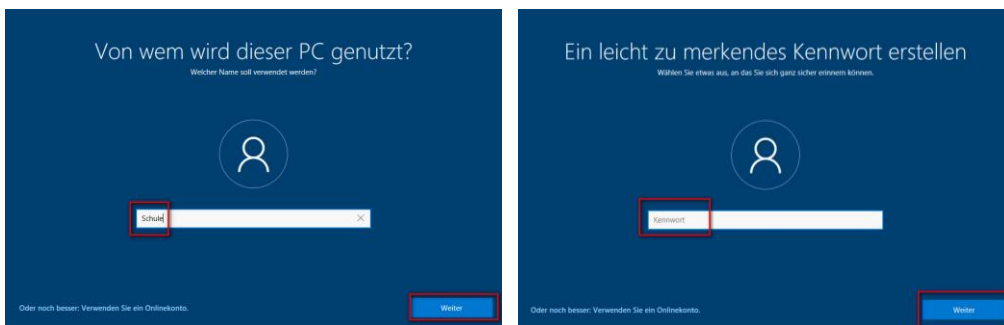 Von wem wird dieser PC genutzt?
Welcher Name soll verwendet werden?
Schule
Oder noch besser: Verwenden Sie ein Onlinekonto.
Weiter
Ein leicht zu merkendes Kennwort erstellen
Wählen Sie etwas aus, an das Sie sich ganz sicher erinnern können.
Kennwort
Oder noch besser: Verwenden Sie ein Onlinekonto.
Weiter